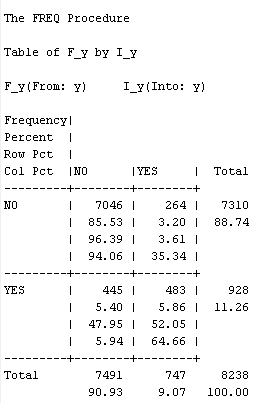 The FREQ Procedure
Table of F_y by I_y
F_y(From: y)     I_y(Into: y)
Frequency|
Percent  |
Row Pct  |
Col Pct  |NO      |YES     |  Total
---------+--------+--------+
NO       |   7046 |    264 |   7310
         |  85.53 |   3.20 |  88.74
         |  96.39 |   3.61 |
         |  94.06 |  35.34 |
---------+--------+--------+
YES      |    445 |    483 |    928
         |   5.40 |   5.86 |  11.26
         |  47.95 |  52.05 |
         |   5.94 |  64.66 |
---------+--------+--------+
Total        7491      747     8238
            90.93     9.07   100.00